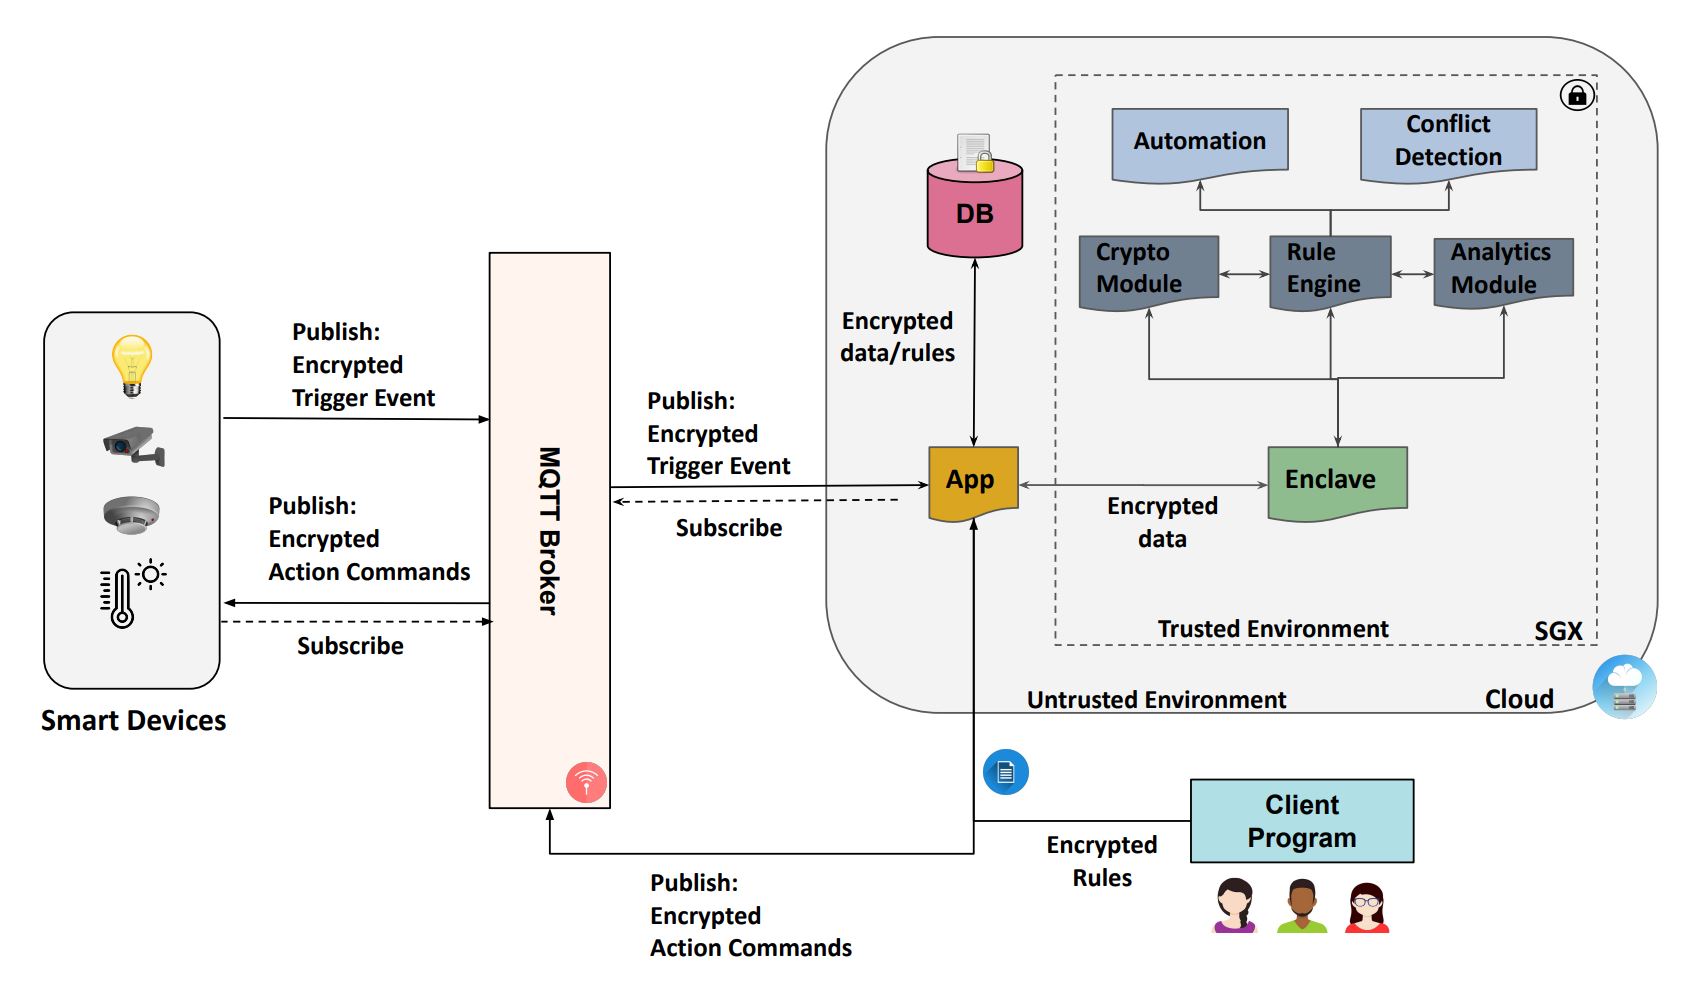 Publish:
Encrypted
Trigger Event
Publish:
Encrypted
Action Commands
Subscribe
Smart Devices
MQTT Broker
Publish:
Encrypted
Trigger Event
Subscribe
Publish:
Encrypted
Action Commands
DB
Encrypted
data/rules
App
Encrypted
data
Automation
Conflict
Detection
Crypto
Module
Rule
Engine
Analytics
Module
Enclave
Trusted Environment
SGX
Untrusted Environment
Cloud
Encrypted
Rules
Client
Program